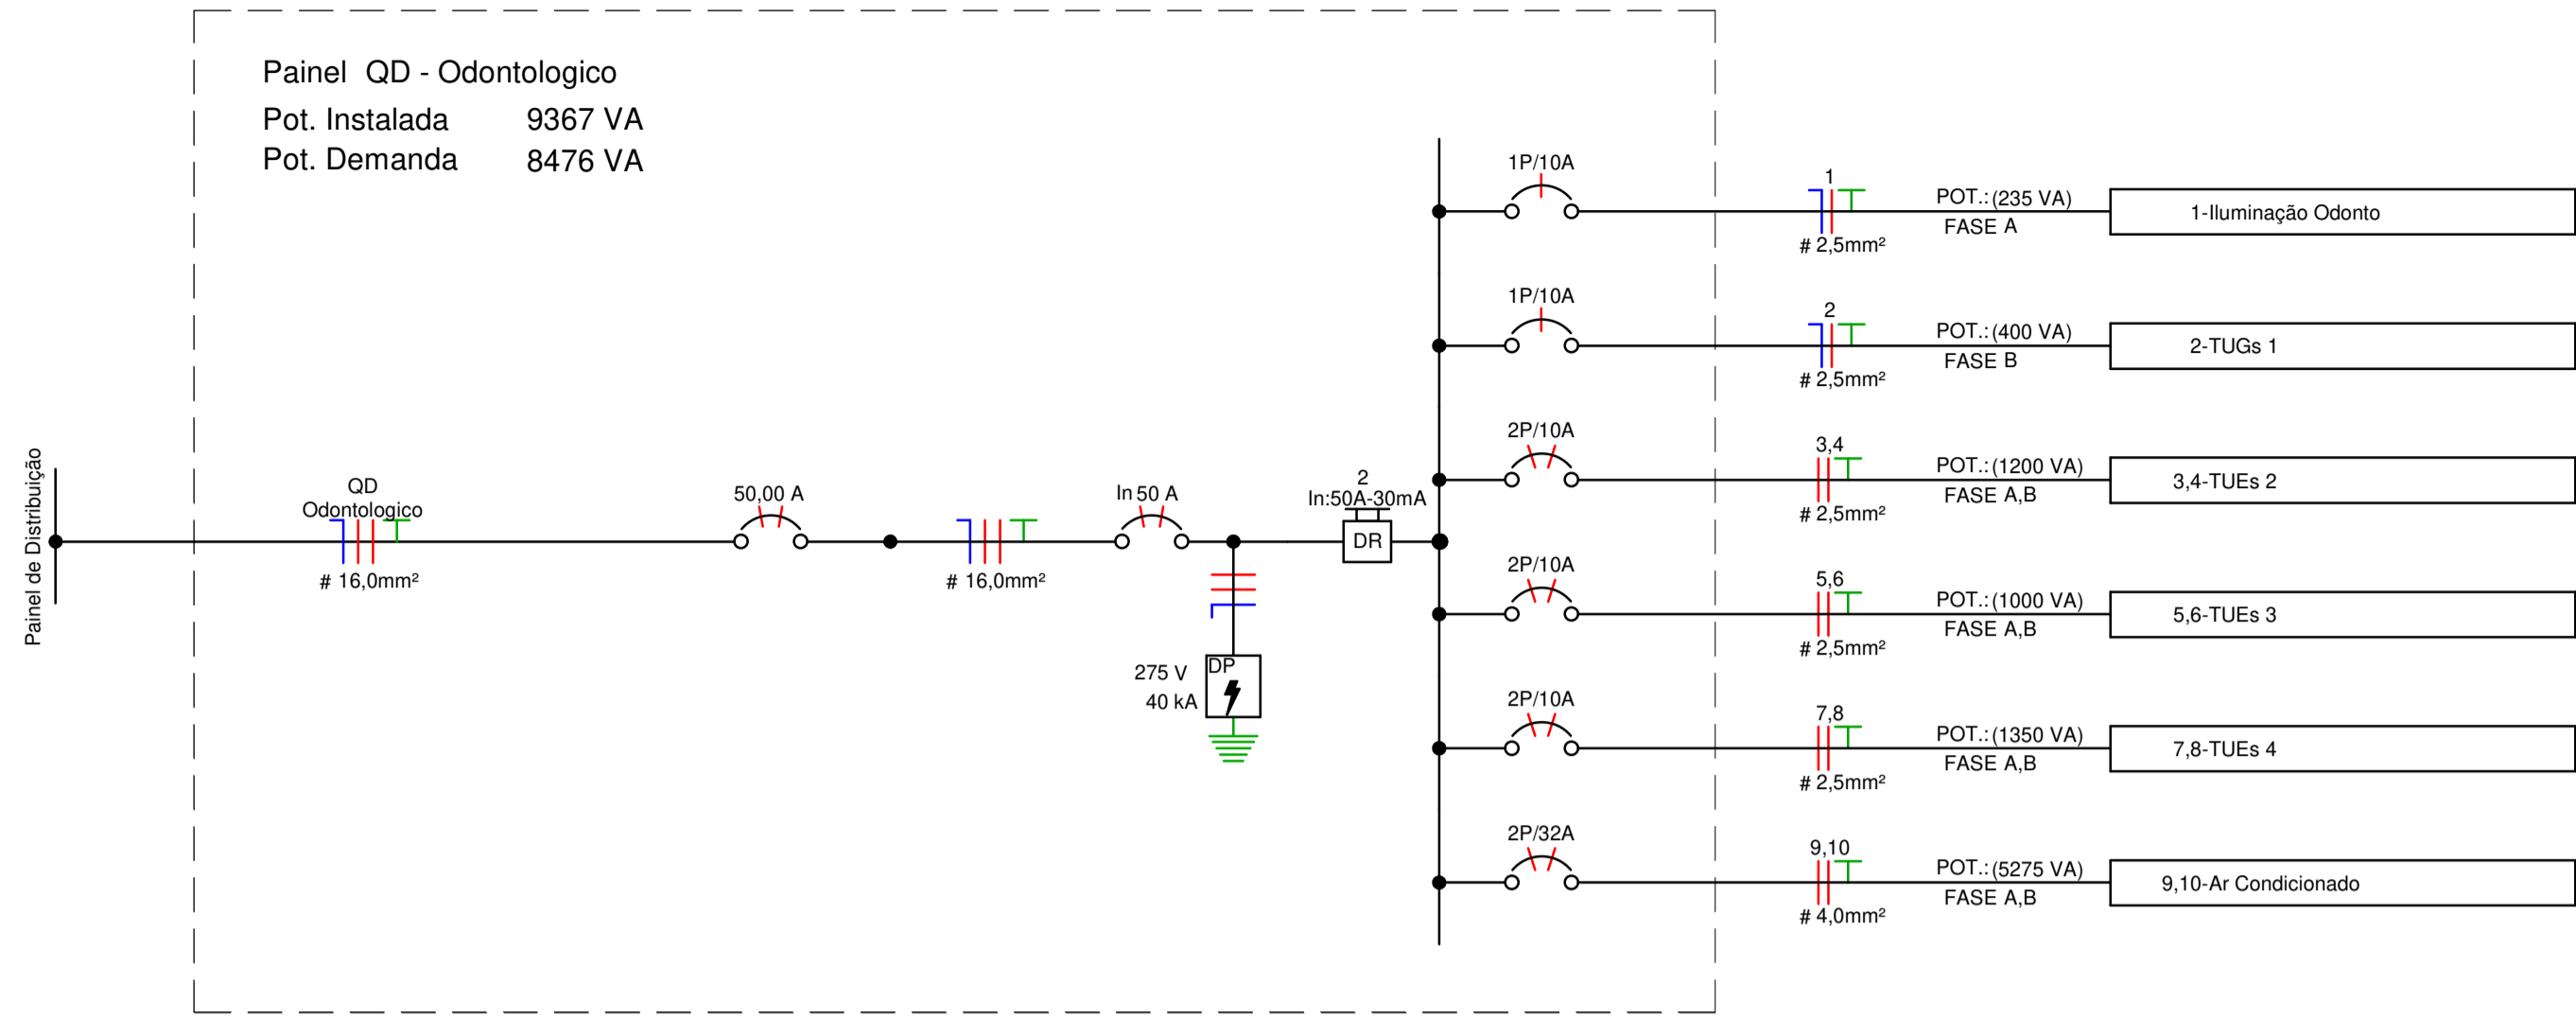 Painel QD - Odontologico
Pot. Instalada 9367 VA
Pot. Demanda 8476 VA
Painel de Distribuição
QD
Odontologico
# 16,0mm²
50,00 A
# 16,0mm²
In 50 A
275 V
40 kA
DP
2
In:50A-30mA
DR
1P/10A
1
# 2,5mm²
POT.:(235 VA)
FASE A
1-Iluminação Odonto
1P/10A
2
# 2,5mm²
POT.:(400 VA)
FASE B
2-TUGs 1
2P/10A
3,4
# 2,5mm²
POT.:(1200 VA)
FASE A,B
3,4-TUEs 2
2P/10A
5,6
# 2,5mm²
POT.:(1000 VA)
FASE A,B
5,6-TUEs 3
2P/10A
7,8
# 2,5mm²
POT.:(1350 VA)
FASE A,B
7,8-TUEs 4
2P/32A
9,10
# 4,0mm²
POT.:(5275 VA)
FASE A,B
9,10-Ar Condicionado